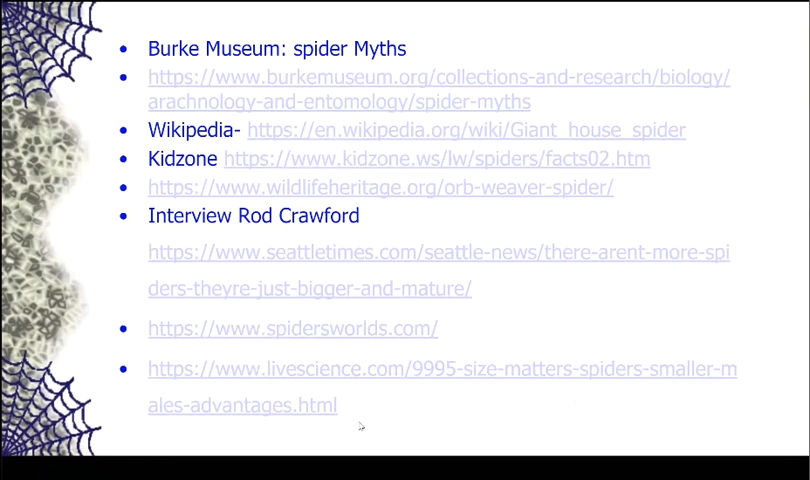 Burke Museum: spider Myths
https://www.burkemuseum.org/collections-and-research/biology/
arachnology-and-entomology/spider-myths
Wikipedia- https://en.wikipedia.org/wiki/Giant_house_spider
Kidzone https://www.kidzone.ws/lw/spiders/facts02.htm
https://www.wildlifeheritage.org/orb-weaver-spider/
Interview Rod Crawford
https://www.seattletimes.com/seattle-news/there-arent-more-spi
ders-theyre-just-bigger-and-mature/
https://www.spidersworlds.com/
https://www.livescience.com/9995-size-matters-spiders-smaller-m
ales-advantages.html